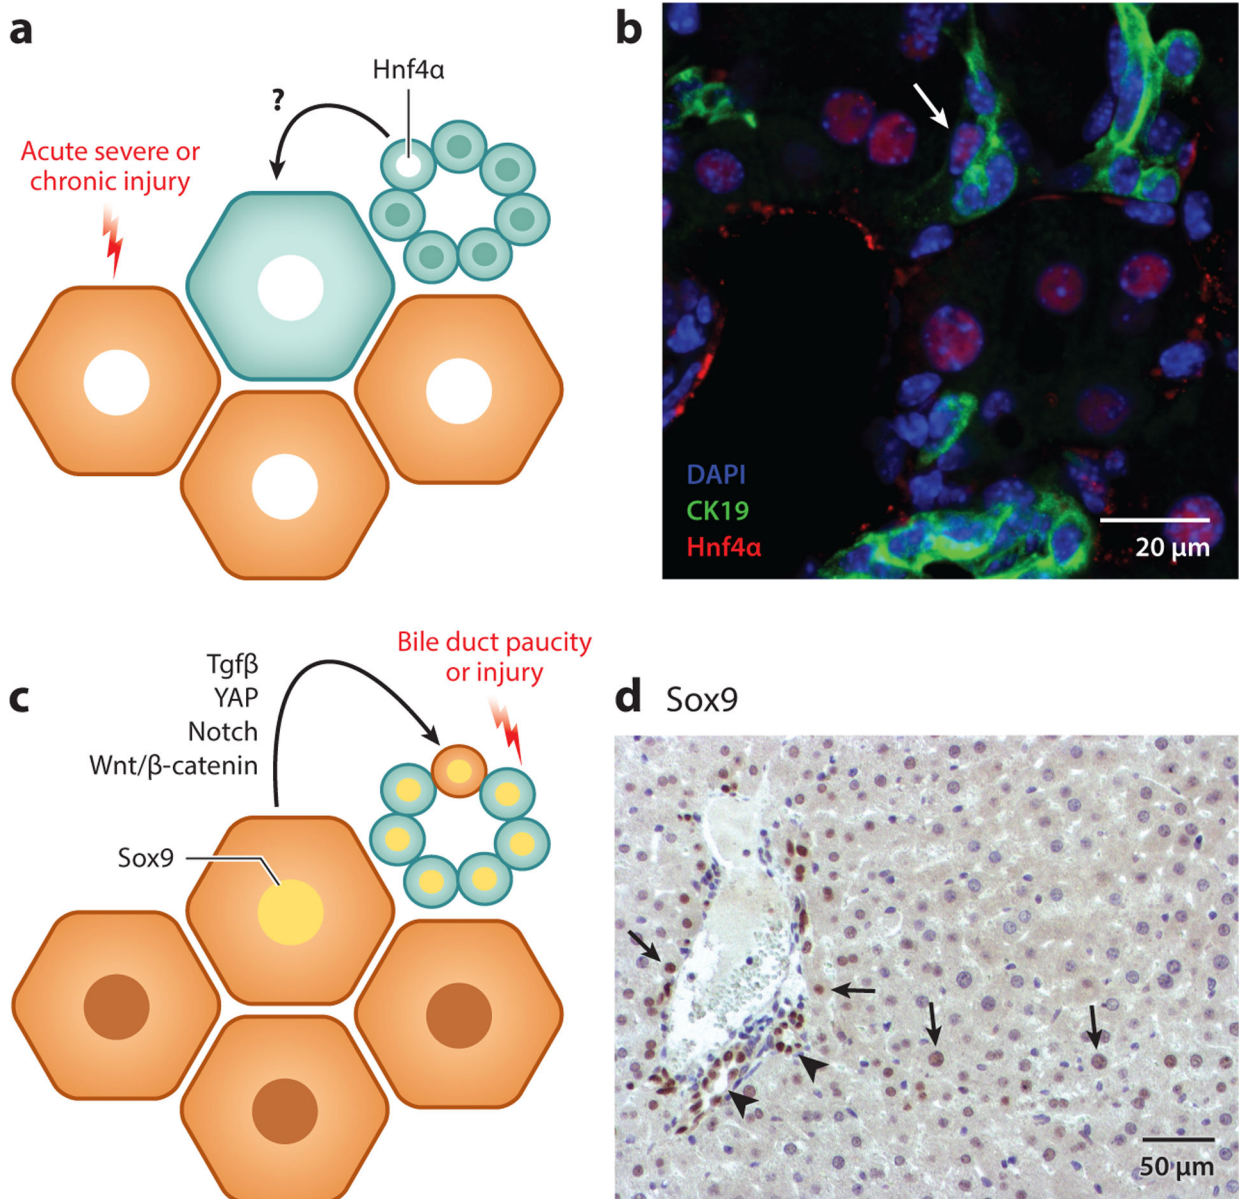 a
Hnf4α
?
Acute severe or
chronic injury
b
DAPI
CK19
Hnf4α
20 µm
c
Tgfβ
YAP
Notch
Wnt/β-catenin
Bile duct paucity
or injury
Sox9
d Sox9
50 µm